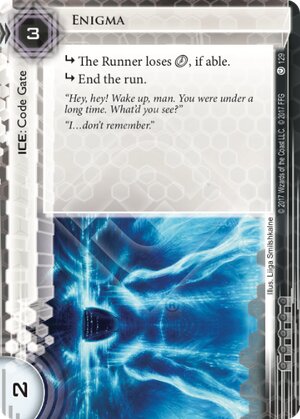 ENIGMA
3
ICE: Code Gate
↳ The Runner loses, if able.
↳ End the run.
“Hey, hey! Wake up, man. You were under a
long time. What’d you see?”
“I…don’t remember.”
129
© 2017 Wizards of the Coast LLC. © 2017 FFG
Illus. Liiga Smilshkalne
2